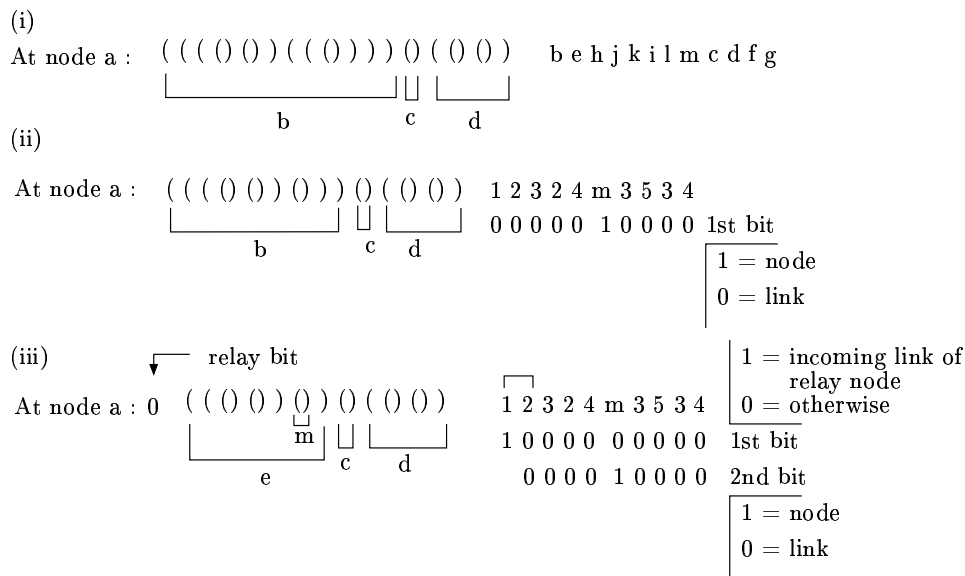 (i)
At node a : ( ( ( () () ) ( ( () ) ) ) () ( () () ) b e h j k i l m c d f g
b c d
(ii)
At node a : ( ( ( () () ) () ) ) () ( () () ) 1 2 3 2 4 m 3 5 3 4
0 0 0 0 0 1 0 0 0 0 1st bit
b c d
1 = node
0 = link
(iii)
relay bit
1 = incoming link of
relay node
0 = otherwise
At node a : 0 ( ( () () ) () ) () ( () () ) 1 2 3 2 4 m 3 5 3 4
m
1 0 0 0 0 0 0 0 0 0 1st bit
e c d
0 0 0 0 1 0 0 0 0 2nd bit
1 = node
0 = link